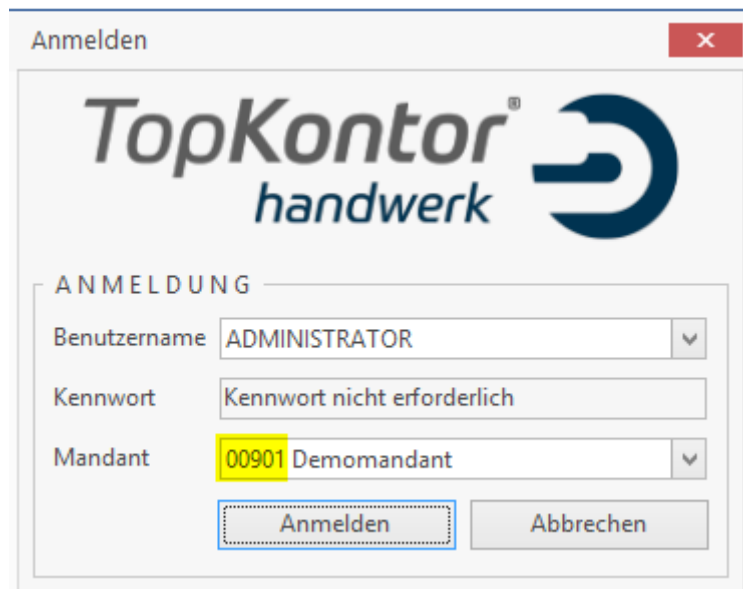 Anmelden
TopKontor®
handwerk
ANMELDUNG
Benutzername ADMINISTRATOR
Kennwort Kennwort nicht erforderlich
Mandant 00901 Demomandant
Anmelden Abbrechen